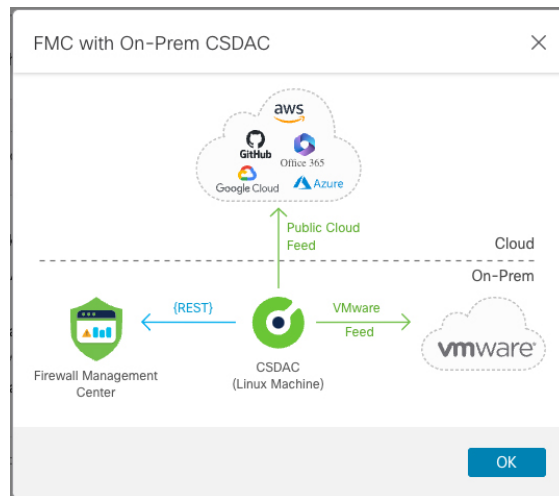 FMC with On-Prem CSDAC
aws
GitHub
Office 365
Google Cloud
Azure
Public Cloud
Feed
Cloud
On-Prem
{REST}
VMware
Feed
vmware
Firewall Management
Center
CSDAC
(Linux Machine)
OK